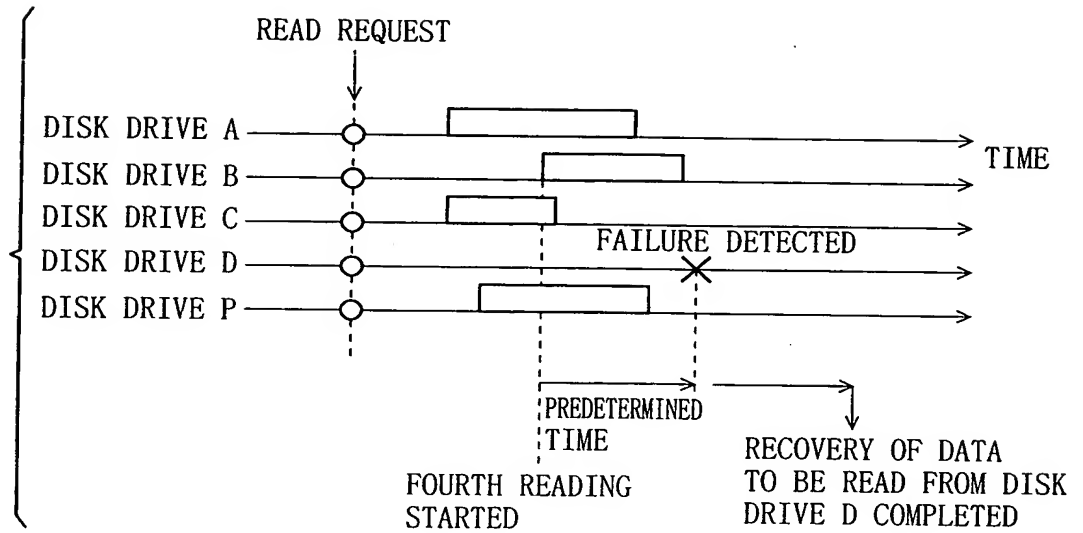 READ REQUEST
DISK DRIVE A
TIME
DISK DRIVE B
DISK DRIVE C
FAILURE DETECTED
DISK DRIVE D
DISK DRIVE P
PREDETERMINED
TIME
RECOVERY OF DATA
TO BE READ FROM DISK
DRIVE D COMPLETED
FOURTH READING
STARTED